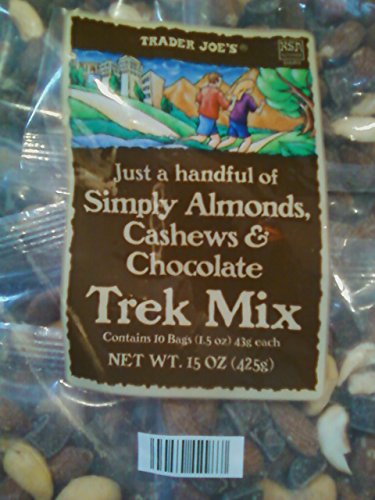 TRADER JOE'S®
KSA
Just a handful of
Simply Almonds,
Cashews &
Chocolate
Trek Mix
Contains 10 Bags (1.5 oz) 43g each
NET WT. 15 OZ (425g)